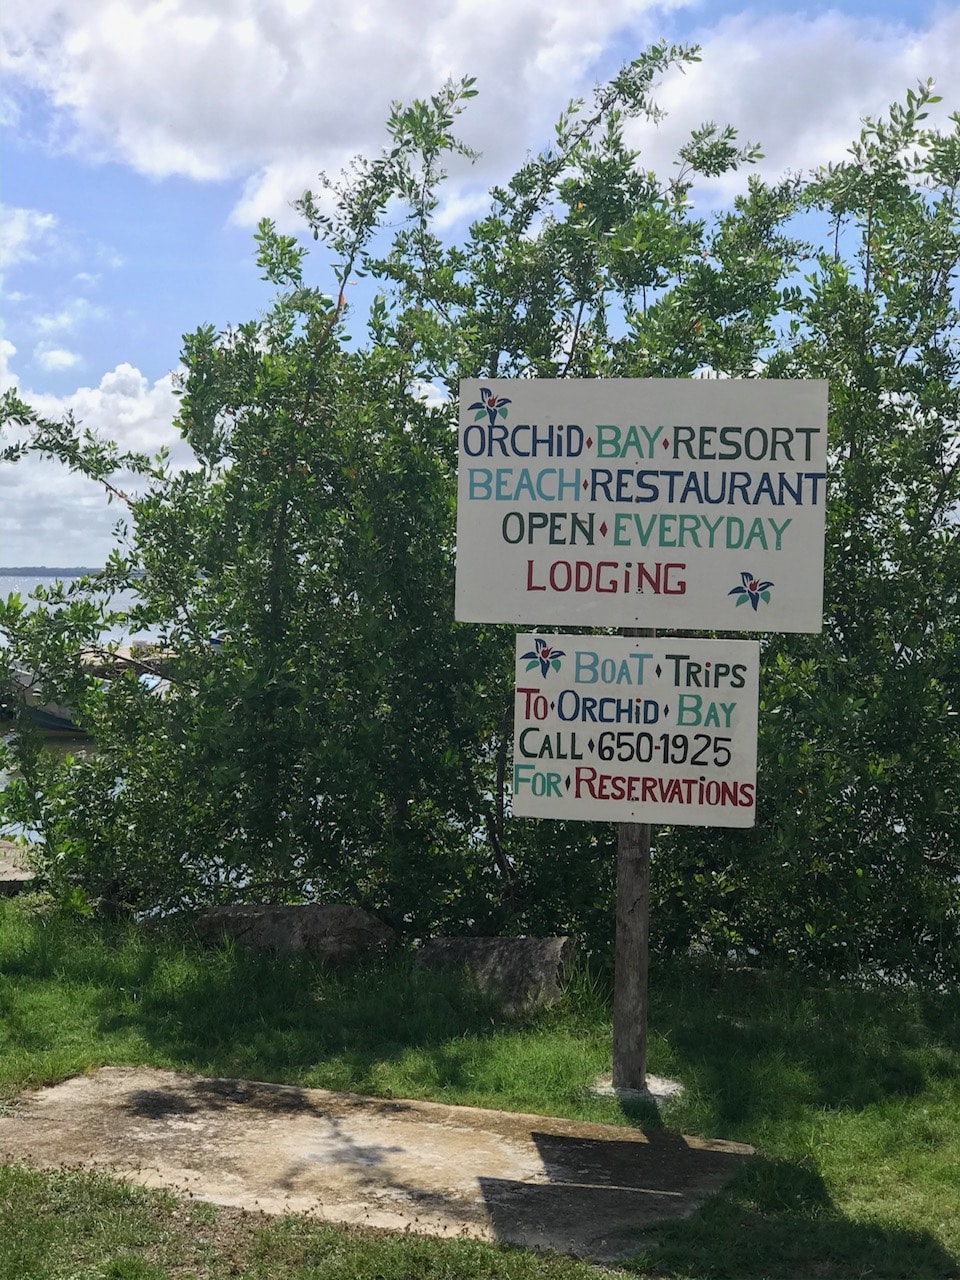 ORCHiD♦BAY♦RESORT
BEACH♦RESTAURANT
OPEN♦EVERYDAY
LODGiNG
BOAT♦TRiPS
TO♦ORCHiD♦BAY
CALL♦650-1925
FOR♦RESERVATiONS